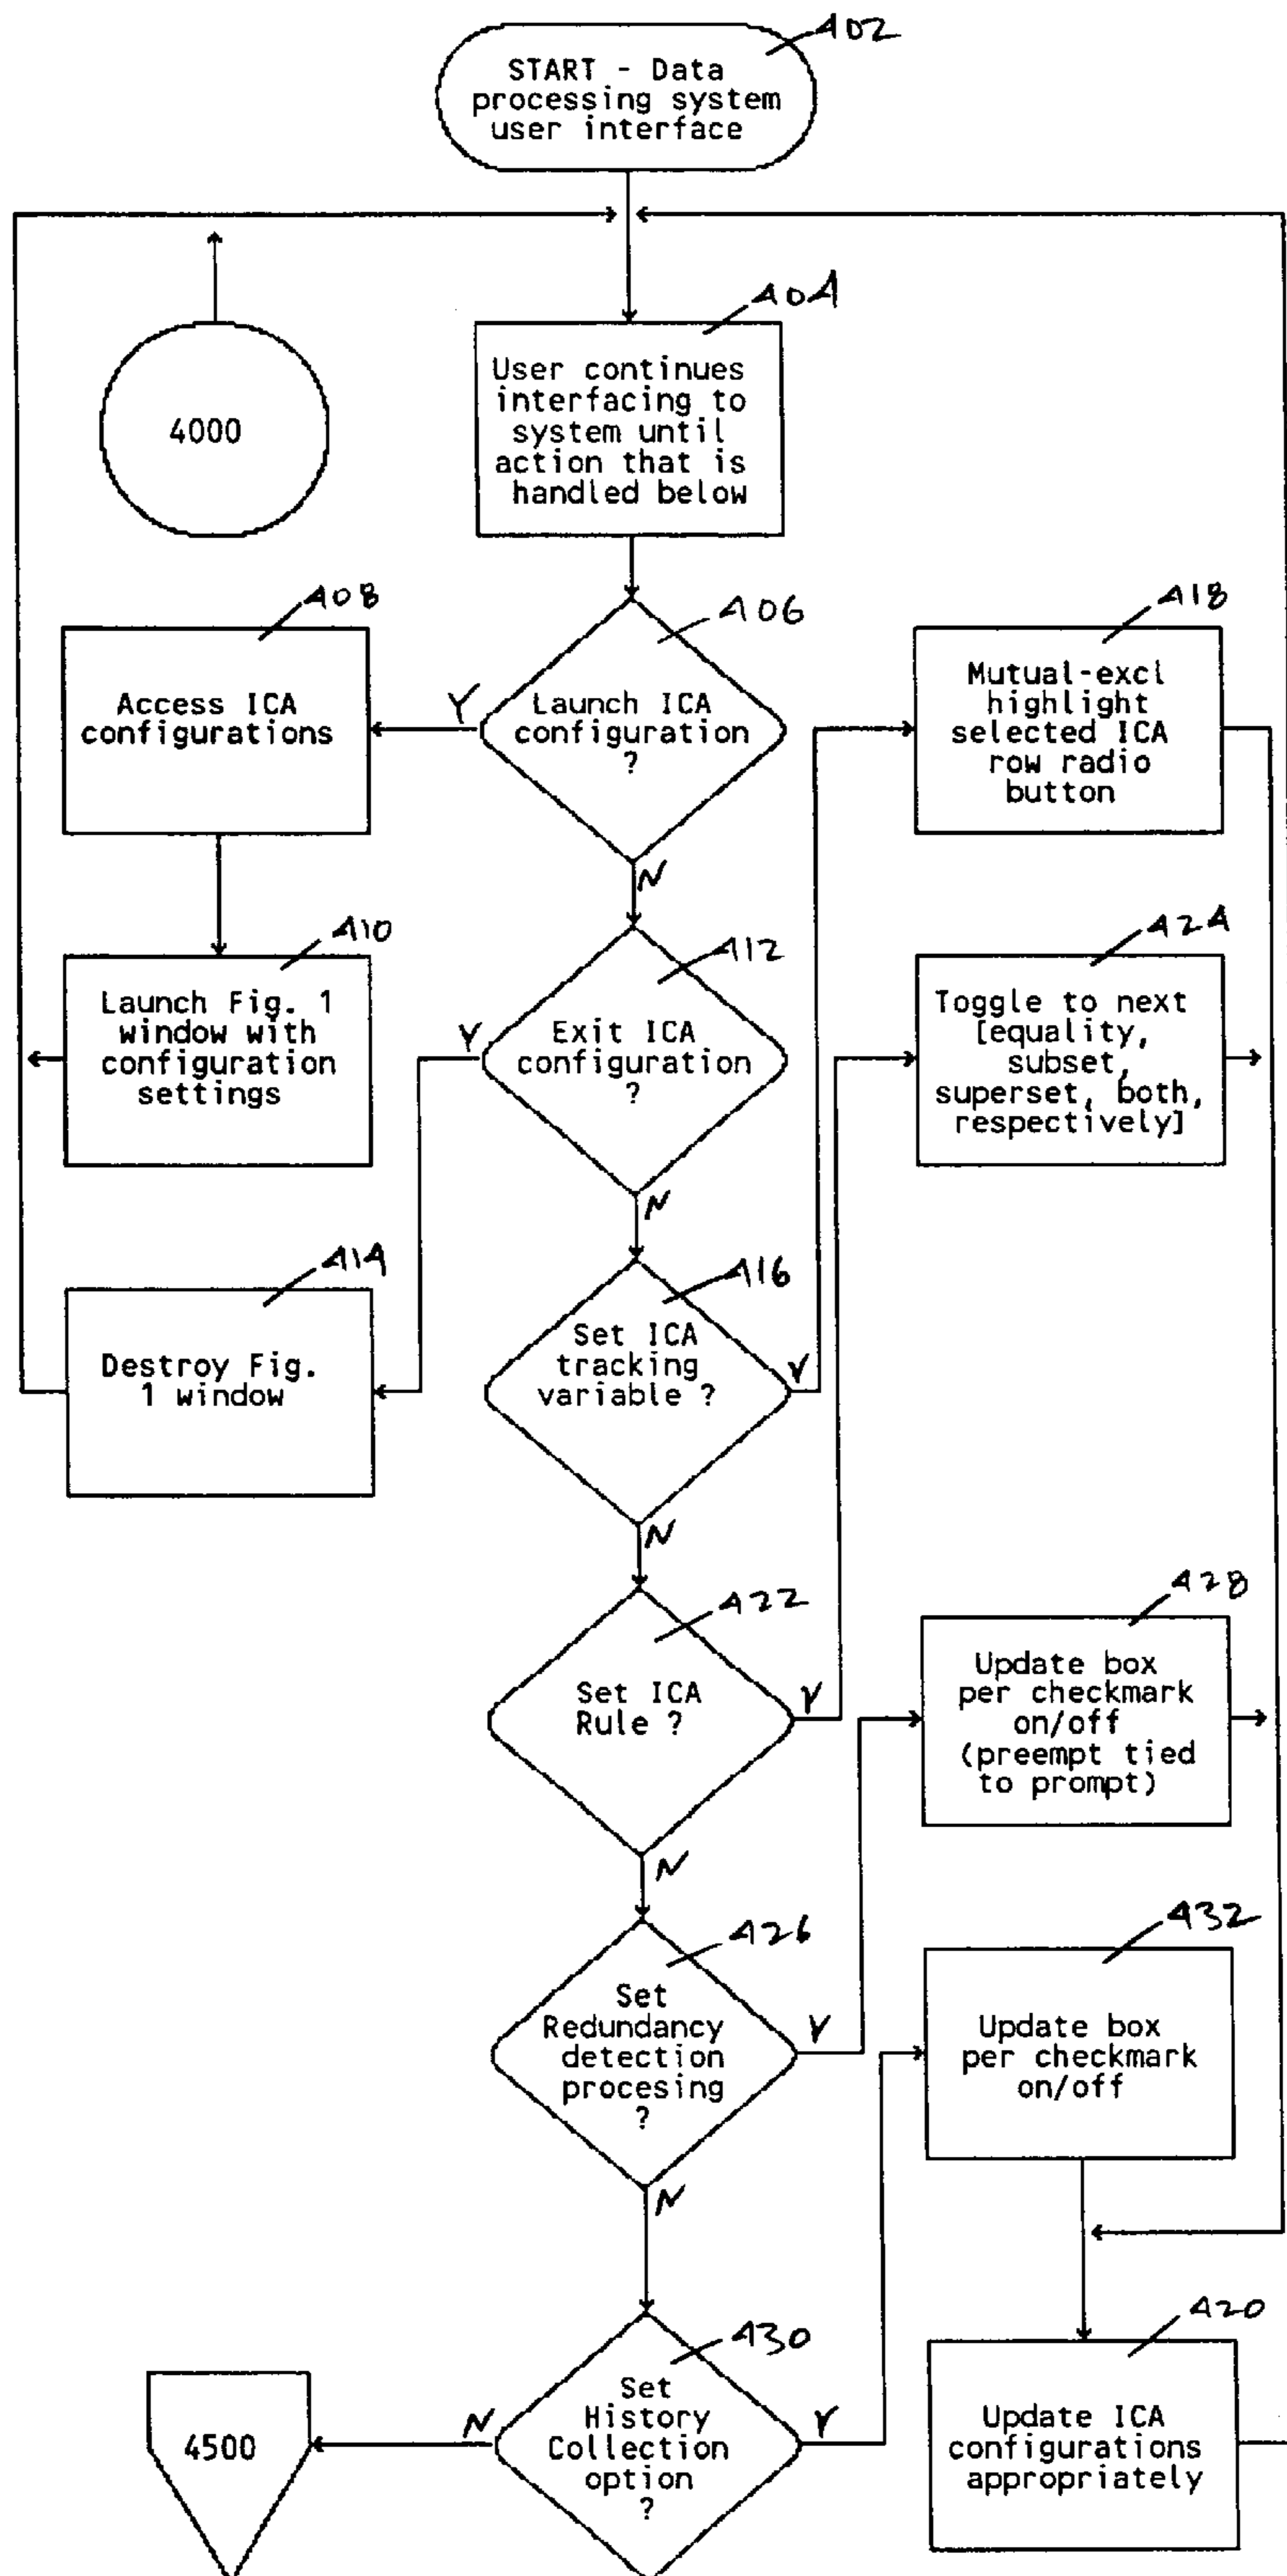 402
START - Data
processing system
user interface
404
User continues
interfacing to
system until
action that is
handled below
4000
408
Access ICA
configurations
406
Y
Launch ICA
configuration
?
N
418
Mutual-excl
highlight
selected ICA
row radio
button
410
Launch Fig. 1
window with
configuration
settings
412
Y
Exit ICA
configuration
?
N
424
Toggle to next
[equality,
subset,
superset, both,
respectively]
414
Destroy Fig.
1 window
416
Set ICA
tracking
variable ?
Y
N
422
Set ICA
Rule ?
Y
N
428
Update box
per checkmark
on/off
(preempt tied
to prompt)
426
Set
Redundancy
detection
procesing
?
Y
N
432
Update box
per checkmark
on/off
430
Set
History
Collection
option
?
Y
N
4500
420
Update ICA
configurations
appropriately